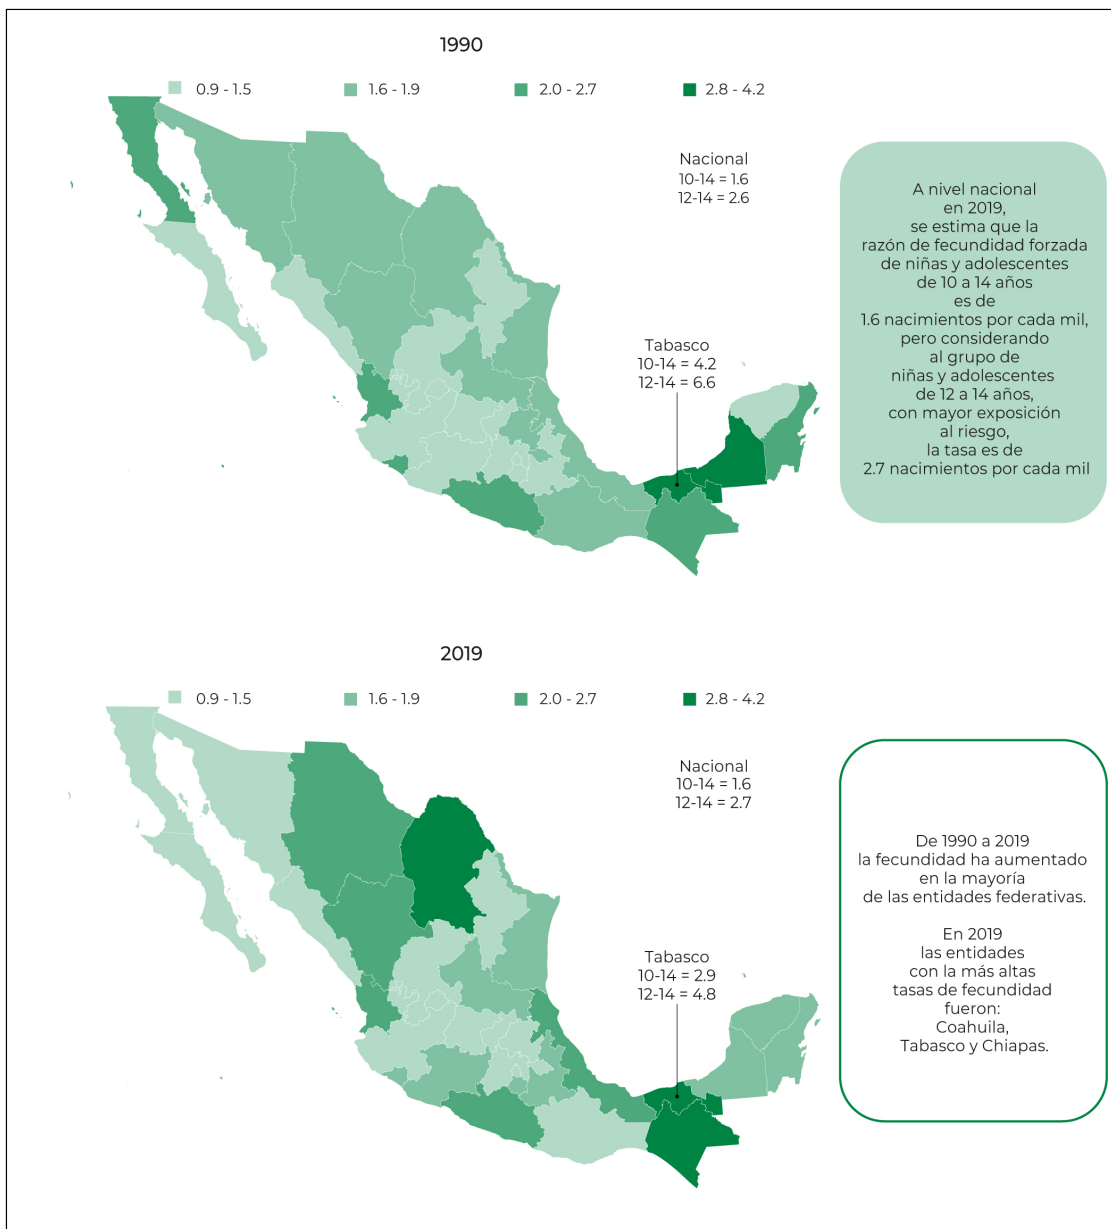 1990
0.9 - 1.5
1.6 - 1.9
2.0 - 2.7
2.8 - 4.2
Nacional
10-14 = 1.6
12-14 = 2.6
Tabasco
10-14 = 4.2
12-14 = 6.6
A nivel nacional
en 2019,
se estima que la
razón de fecundidad forzada
de niñas y adolescentes
de 10 a 14 años
es de
1.6 nacimientos por cada mil,
pero considerando
al grupo de
niñas y adolescentes
de 12 a 14 años,
con mayor exposición
al riesgo,
la tasa es de
2.7 nacimientos por cada mil
2019
0.9 - 1.5
1.6 - 1.9
2.0 - 2.7
2.8 - 4.2
Nacional
10-14 = 1.6
12-14 = 2.7
Tabasco
10-14 = 2.9
12-14 = 4.8
De 1990 a 2019
la fecundidad ha aumentado
en la mayoría
de las entidades federativas.
En 2019
las entidades
con la más altas
tasas de fecundidad
fueron:
Coahuila,
Tabasco y Chiapas.